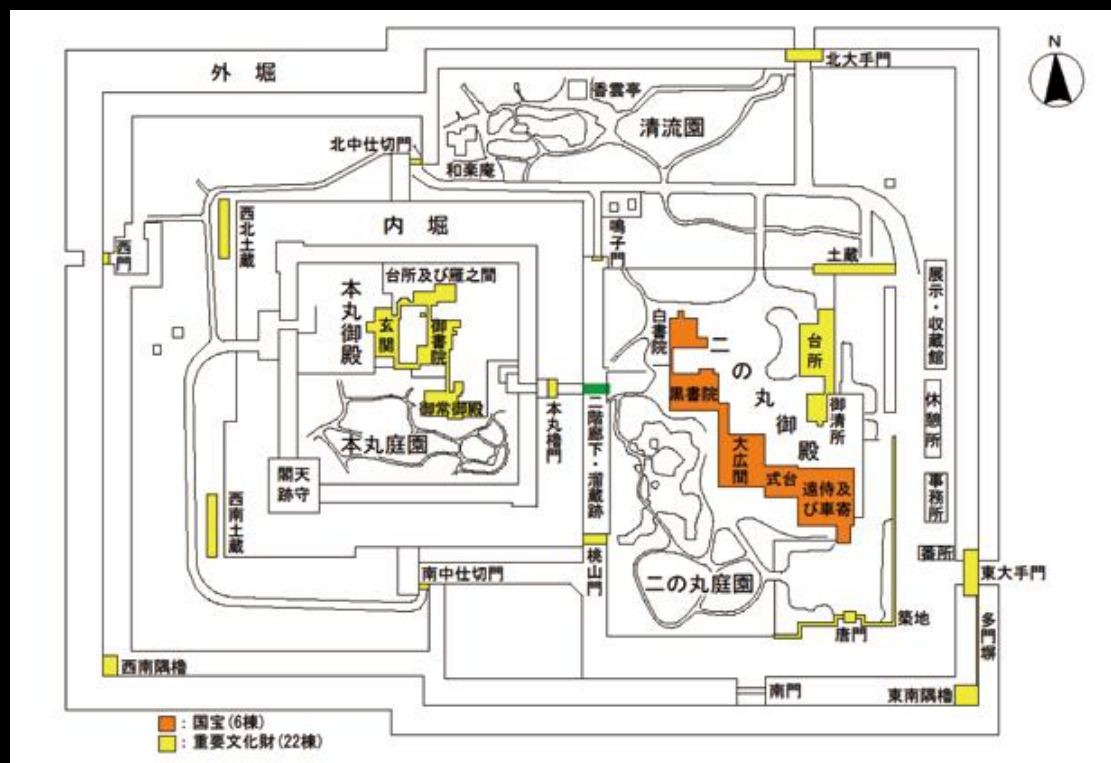 N
外堀
北大手門
香雲亭
清流園
北中仕切門
和楽庵
西北土蔵
内堀
鳴子門
西門
土蔵
台所及び雁之間
本丸御殿
玄関
御書院
白書院
二の丸御殿
台所
展示・収蔵館
黒書院
御常御殿
本丸櫓門
二階廊下・溜蔵跡
御清所
休憩所
本丸庭園
大広間
式台
遠侍及
び車寄
天守
閣跡
西南土蔵
事務所
番所
桃山門
南中仕切門
二の丸庭園
東大手門
唐門
築地
多門塀
西南隅櫓
南門
東南隅櫓
：国宝(6棟)
：重要文化財(22棟)